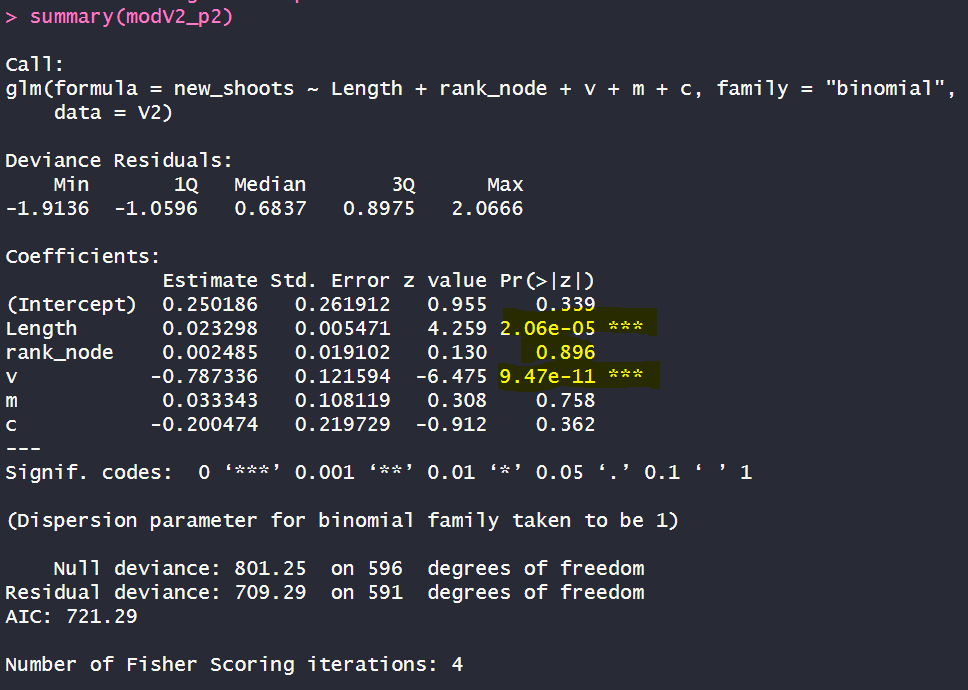 > summary(modV2_p2)
Call:
glm(formula = new_shoots ~ Length + rank_node + v + m + c, family = "binomial",
    data = V2)
Deviance Residuals:
    Min       1Q   Median       3Q      Max
-1.9136  -1.0596   0.6837   0.8975   2.0666
Coefficients:
             Estimate Std. Error z value Pr(>|z|)
(Intercept)  0.250186   0.261912   0.955    0.339
Length       0.023298   0.005471   4.259 2.06e-05 ***
rank_node    0.002485   0.019102   0.130    0.896
v           -0.787336   0.121594  -6.475 9.47e-11 ***
m            0.033343   0.108119   0.308    0.758
c           -0.200474   0.219729  -0.912    0.362
---
Signif. codes:  0 ‘***’ 0.001 ‘**’ 0.01 ‘*’ 0.05 ‘.’ 0.1 ‘ ’ 1
(Dispersion parameter for binomial family taken to be 1)
    Null deviance: 801.25  on 596  degrees of freedom
Residual deviance: 709.29  on 591  degrees of freedom
AIC: 721.29
Number of Fisher Scoring iterations: 4